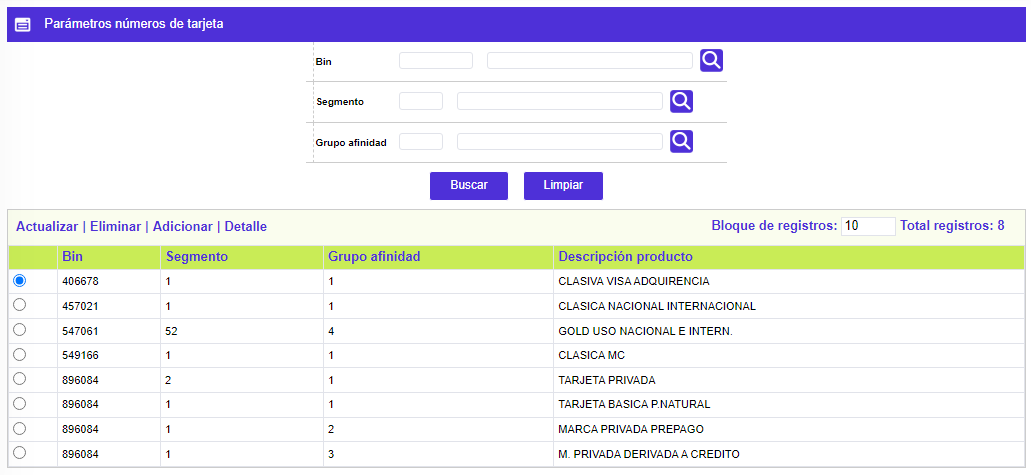 Parámetros números de tarjeta
Bin
Segmento
Grupo afinidad
Buscar Limpiar
Actualizar | Eliminar | Adicionar | Detalle Bloque de registros: 10 Total registros: 8
Bin Segmento Grupo afinidad Descripción producto
406678 1 1 CLASIVA VISA ADQUIRENCIA
457021 1 1 CLASICA NACIONAL INTERNACIONAL
547061 52 4 GOLD USO NACIONAL E INTERN.
549166 1 1 CLASICA MC
896084 2 1 TARJETA PRIVADA
896084 1 1 TARJETA BASICA P.NATURAL
896084 1 2 MARCA PRIVADA PREPAGO
896084 1 3 M. PRIVADA DERIVADA A CREDITO